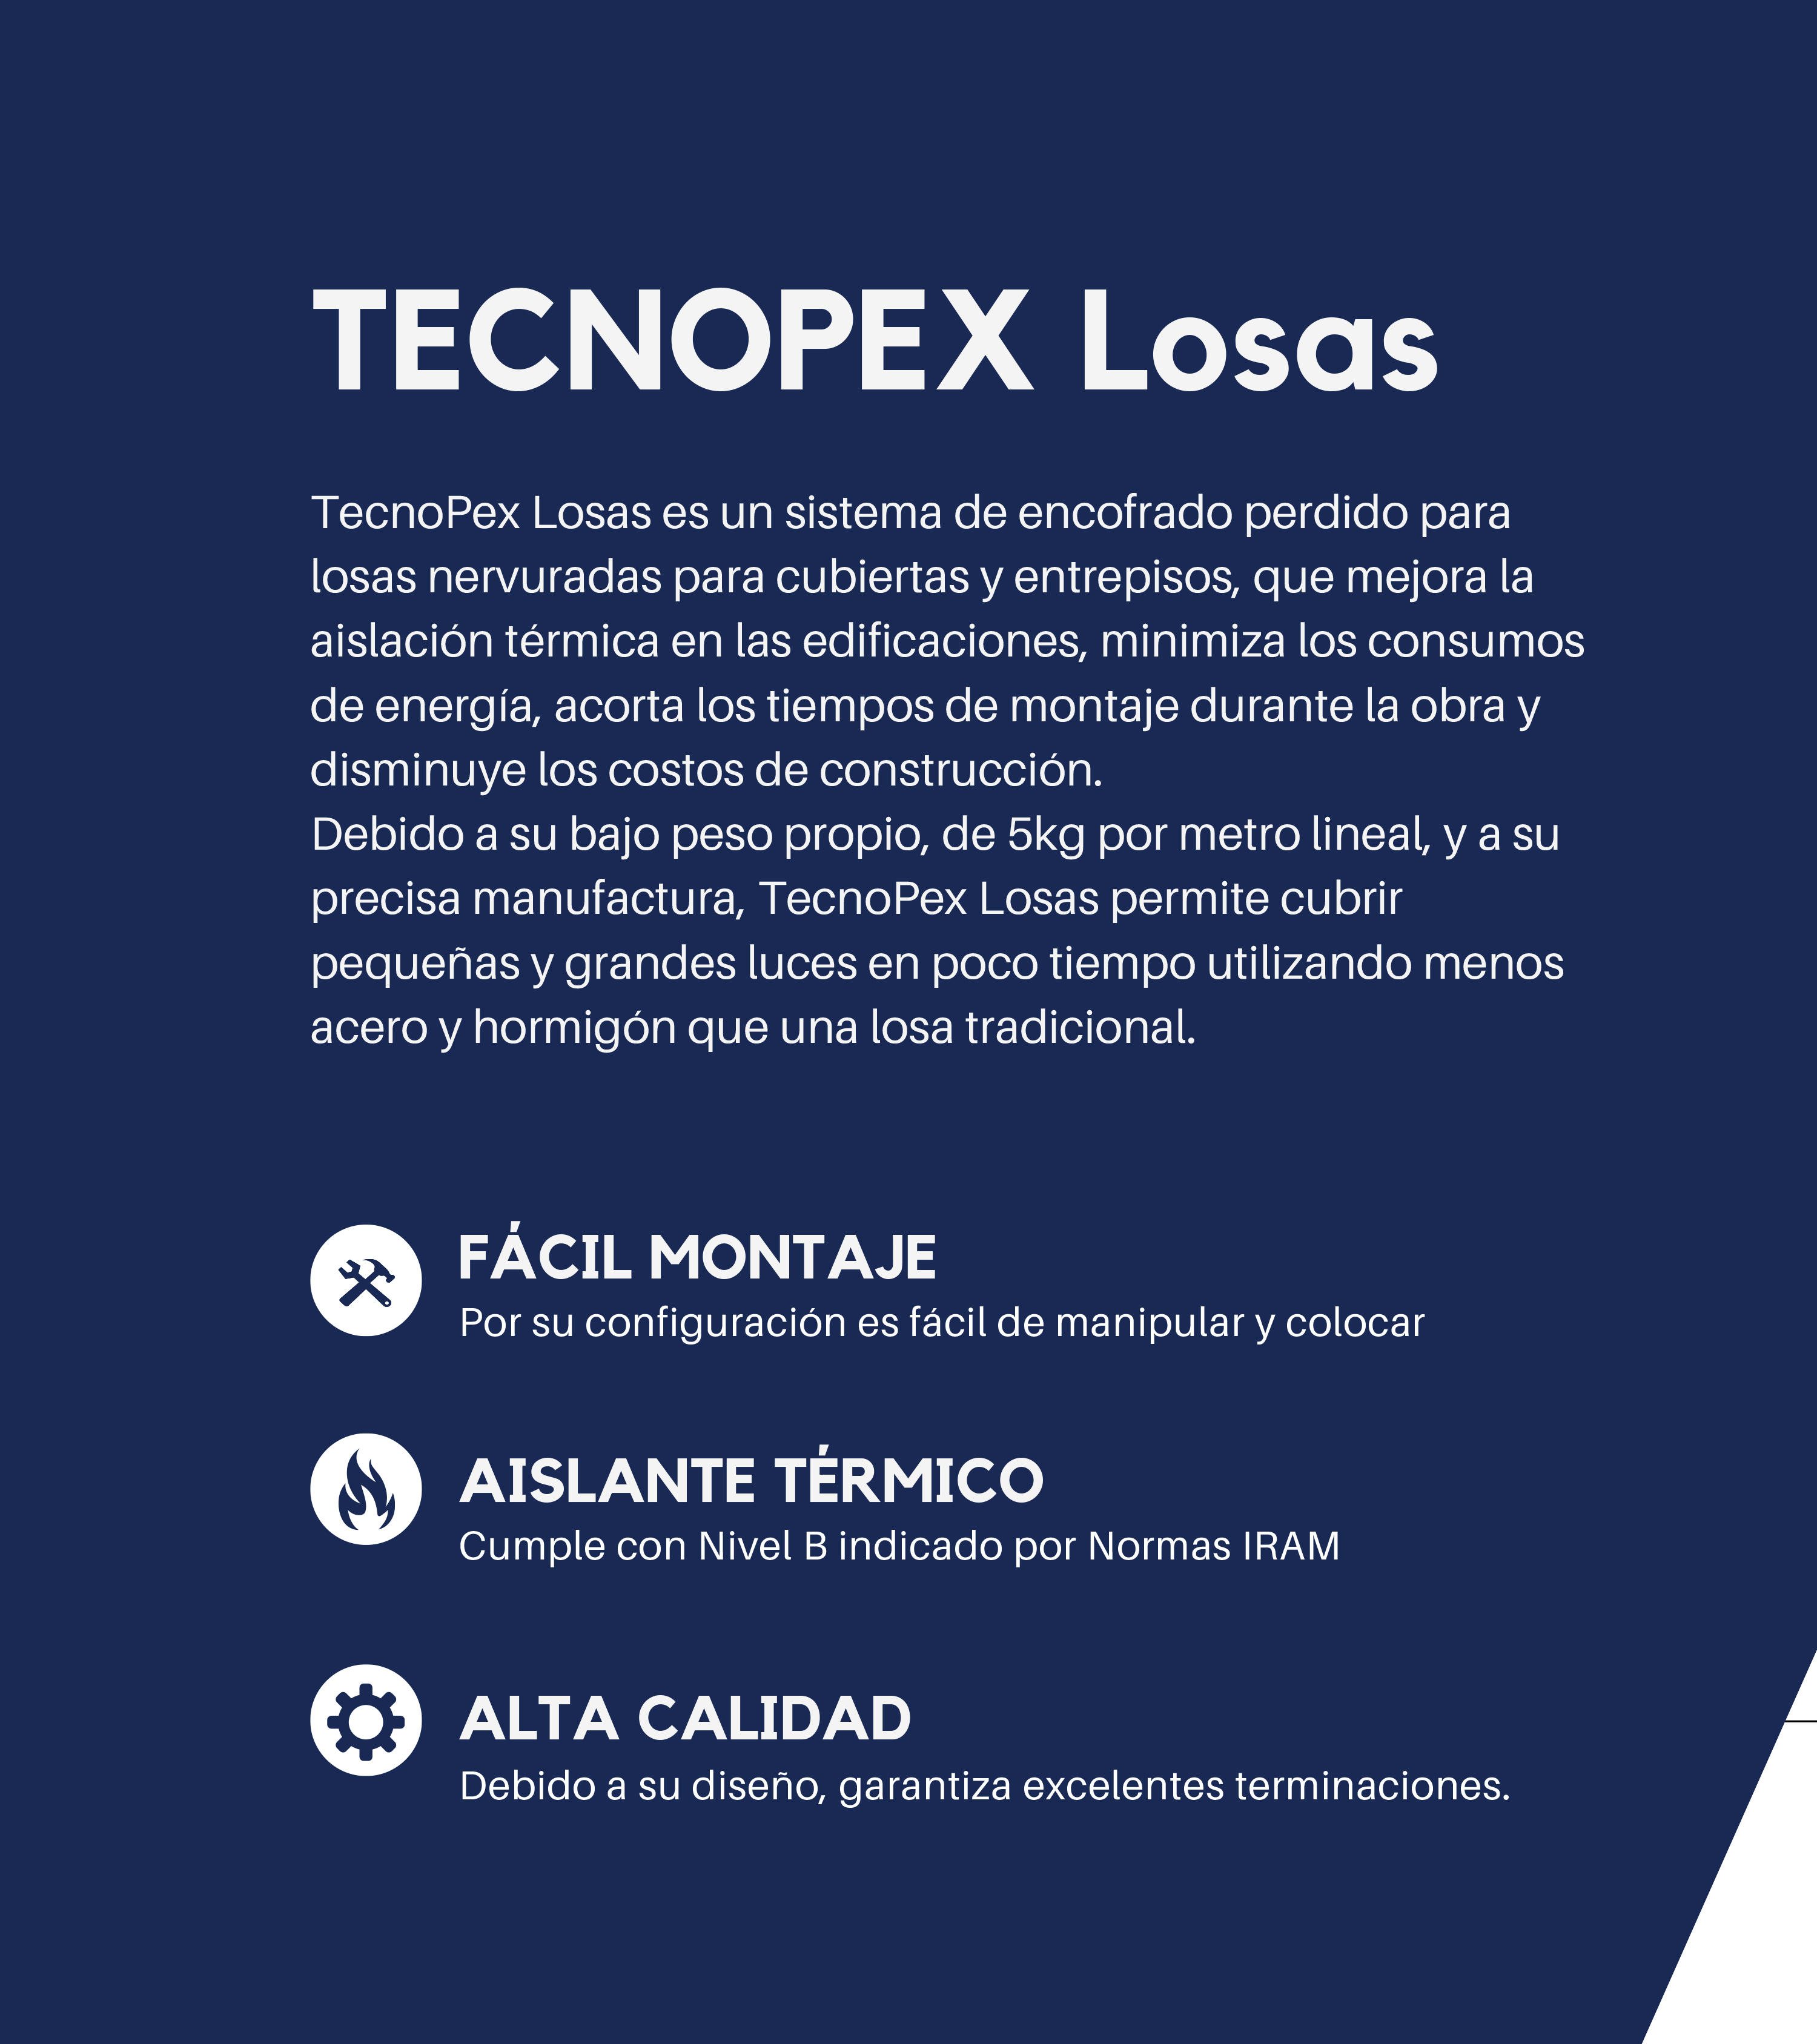 TECNOPEX Losas
TecnoPex Losas es un sistema de encofrado perdido para
losas nervuradas para cubiertas y entrepisos, que mejora la
aislación térmica en las edificaciones, minimiza los consumos
de energía, acorta los tiempos de montaje durante la obra y
disminuye los costos de construcción.
Debido a su bajo peso propio, de 5kg por metro lineal, y a su
precisa manufactura, TecnoPex Losas permite cubrir
pequeñas y grandes luces en poco tiempo utilizando menos
acero y hormigón que una losa tradicional.
FÁCIL MONTAJE
Por su configuración es fácil de manipular y colocar
AISLANTE TÉRMICO
Cumple con Nivel B indicado por Normas IRAM
ALTA CALIDAD
Debido a su diseño, garantiza excelentes terminaciones.